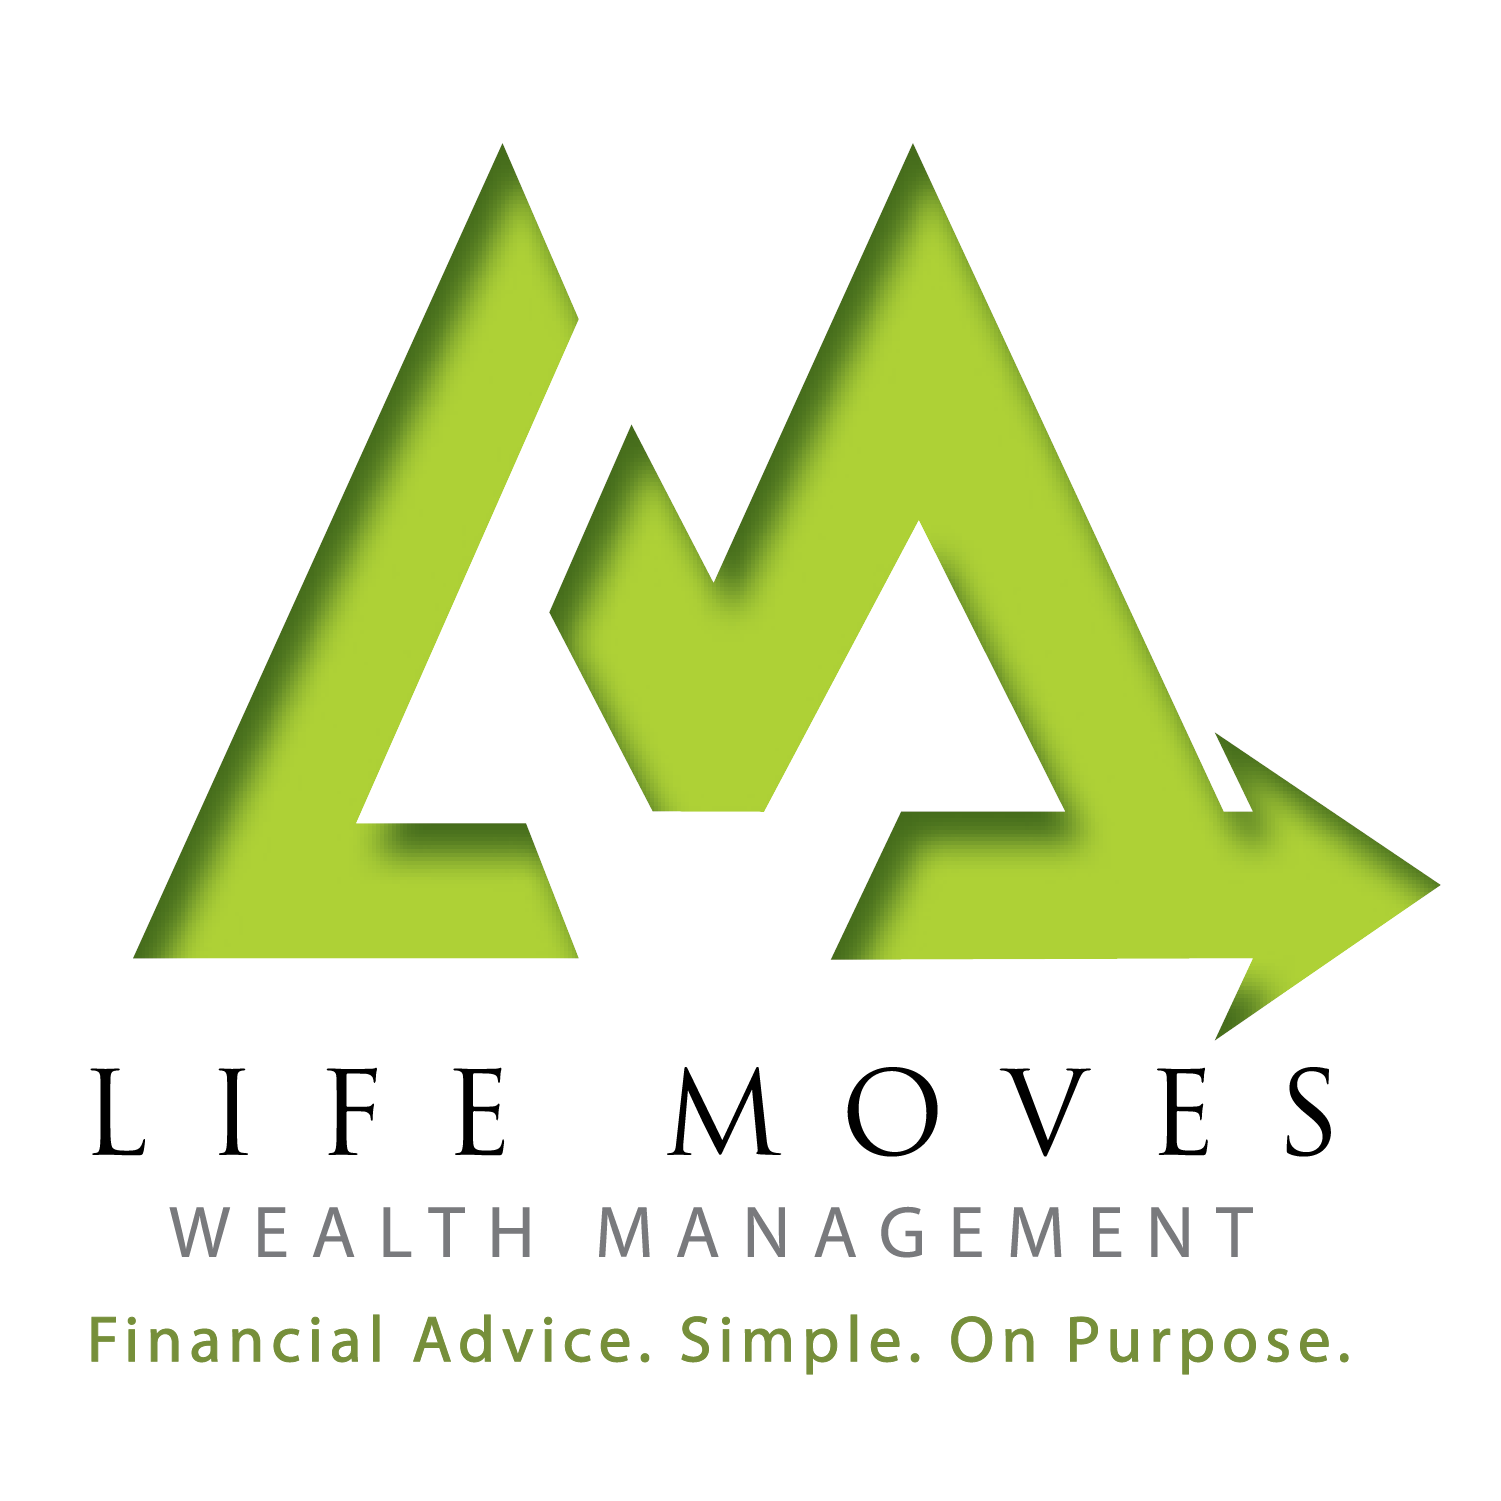 LIFE MOVES
WEALTH MANAGEMENT
Financial Advice. Simple. On Purpose.